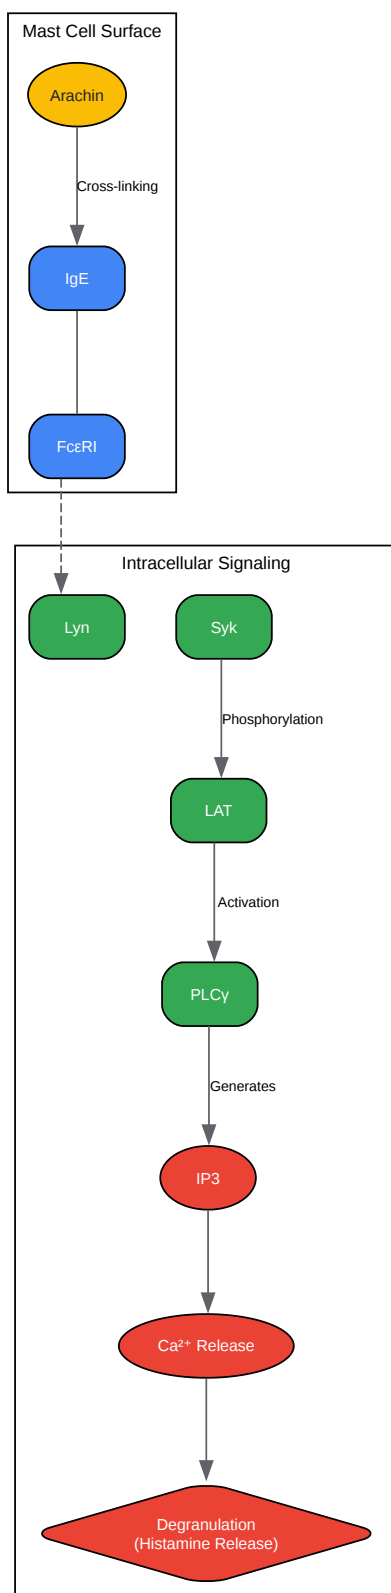 Mast Cell Surface
Arachin
Cross-linking
IgE
FcεRI
Intracellular Signaling
Lyn
Syk
Phosphorylation
LAT
Activation
PLCγ
Generates
IP3
Ca²⁺ Release
Degranulation
(Histamine Release)